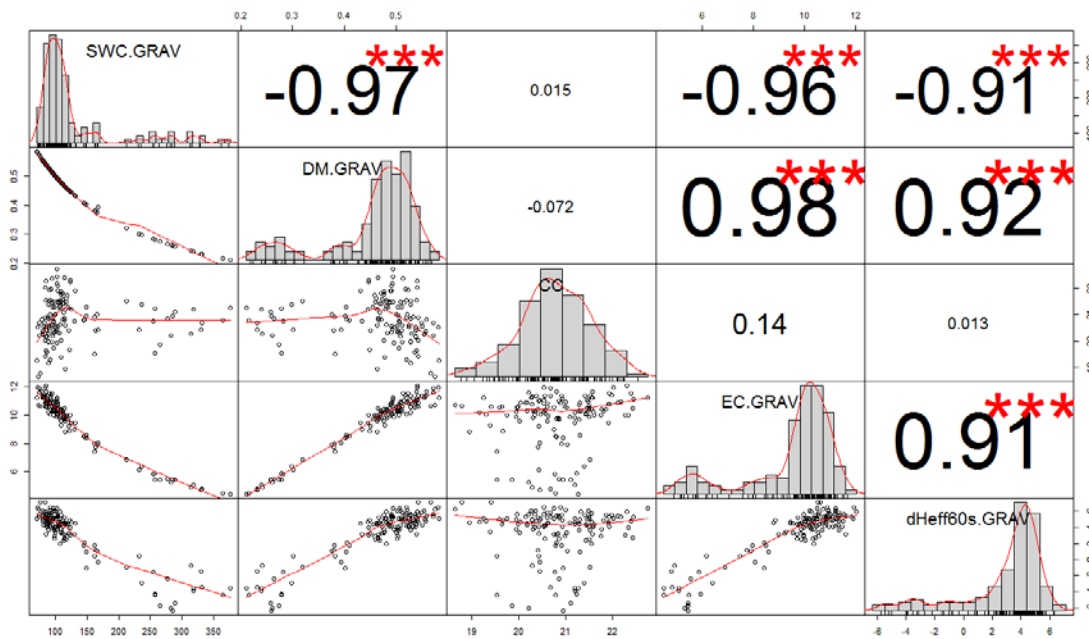 0.2 0.3 0.4 0.5 6 8 10 12
SWC.GRAV -0.97 *** 0.015 -0.96 *** -0.91 ***
0.2 0.3 0.4 0.5 DM.GRAV -0.072 0.98 *** 0.92 ***
CC 0.14 0.013
6 8 10 12 EC.GRAV 0.91 ***
dHeff60s.GRAV
100 150 200 250 300 350 19 20 21 22 -6 -4 -2 0 2 4 6